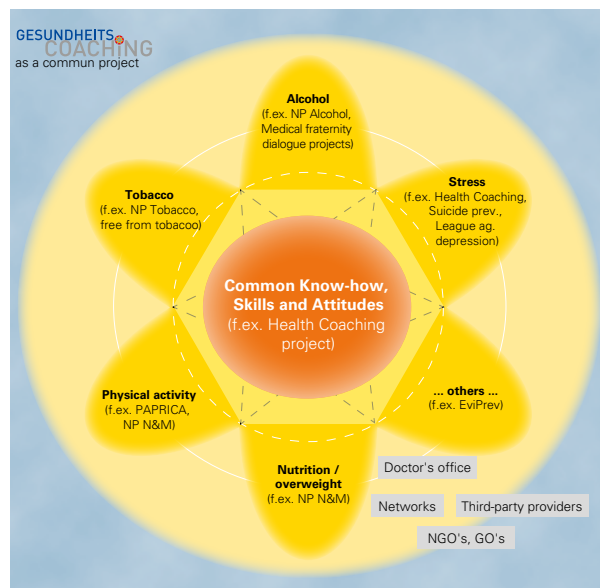 GESUNDHEITS
COACHING
as a commun project
Alcohol
(f.ex. NP Alcohol,
Medical fraternity
dialogue projects)
Stress
(f.ex. Health Coaching,
Suicide prev.,
League ag.
depression)
Tobacco
(f.ex. NP Tobacco,
free from tobacoo)
Common Know-how,
Skills and Attitudes
(f.ex. Health Coaching
project)
Physical activity
(f.ex. PAPRICA,
NP N&M)
... others ...
(f.ex. EviPrev)
Nutrition /
overweight
(f.ex. NP N&M)
Doctor's office
Networks
Third-party providers
NGO's, GO's